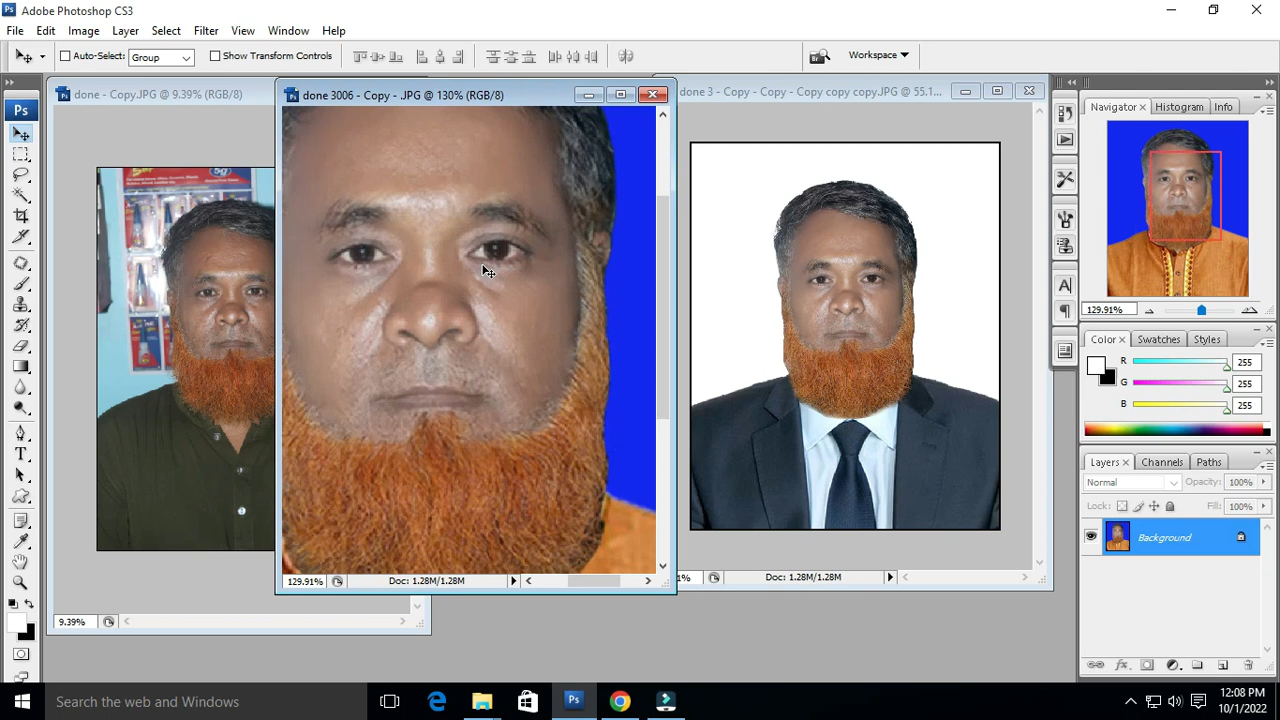 Adobe Photoshop CS3
File Edit Image Layer Select Filter View Window Help
Auto-Select: Group Show Transform Controls Workspace
done - Copy.JPG @ 9.39% (RGB/8)
done 3006 - Copy - .JPG @ 130% (RGB/8)
done 3 - Copy - Copy - Copy copy copy.JPG @ 55.1...
Ps
T
5g
9.39%
129.91% Doc: 1.28M/1.28M
Doc: 1.28M/1.28M
Navigator Histogram Info
129.91%
Color Swatches Styles
R 255
G 255
B 255
Layers Channels Paths
Normal Opacity: 100%
Lock: Fill: 100%
Background
Search the web and Windows
12:08 PM
10/1/2022